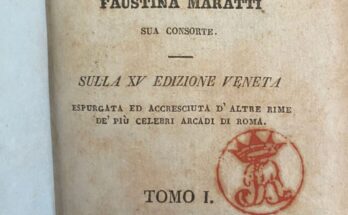 FAUSTINA MARATTI
SUA CONSORTE.
SULLA XV EDIZIONE VENETA
ESPURGATA ED ACCRESCIUTA D' ALTRE RIME
DE' PIÙ CELEBRI ARCADI DI ROMA.
TOMO I.